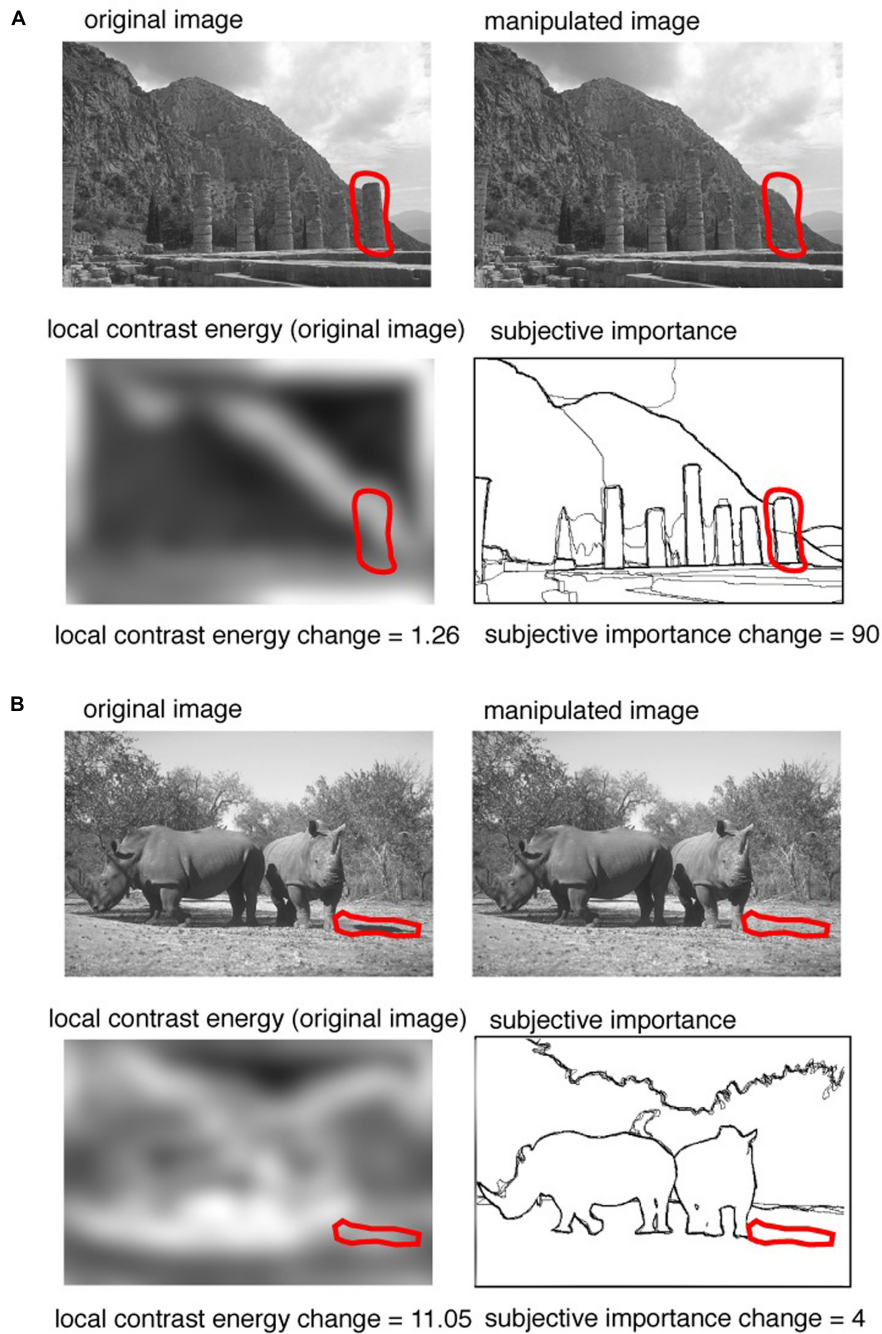 A
original image
manipulated image
local contrast energy (original image)
subjective importance
local contrast energy change = 1.26
subjective importance change = 90
B
original image
manipulated image
local contrast energy (original image)
subjective importance
local contrast energy change = 11.05
subjective importance change = 4